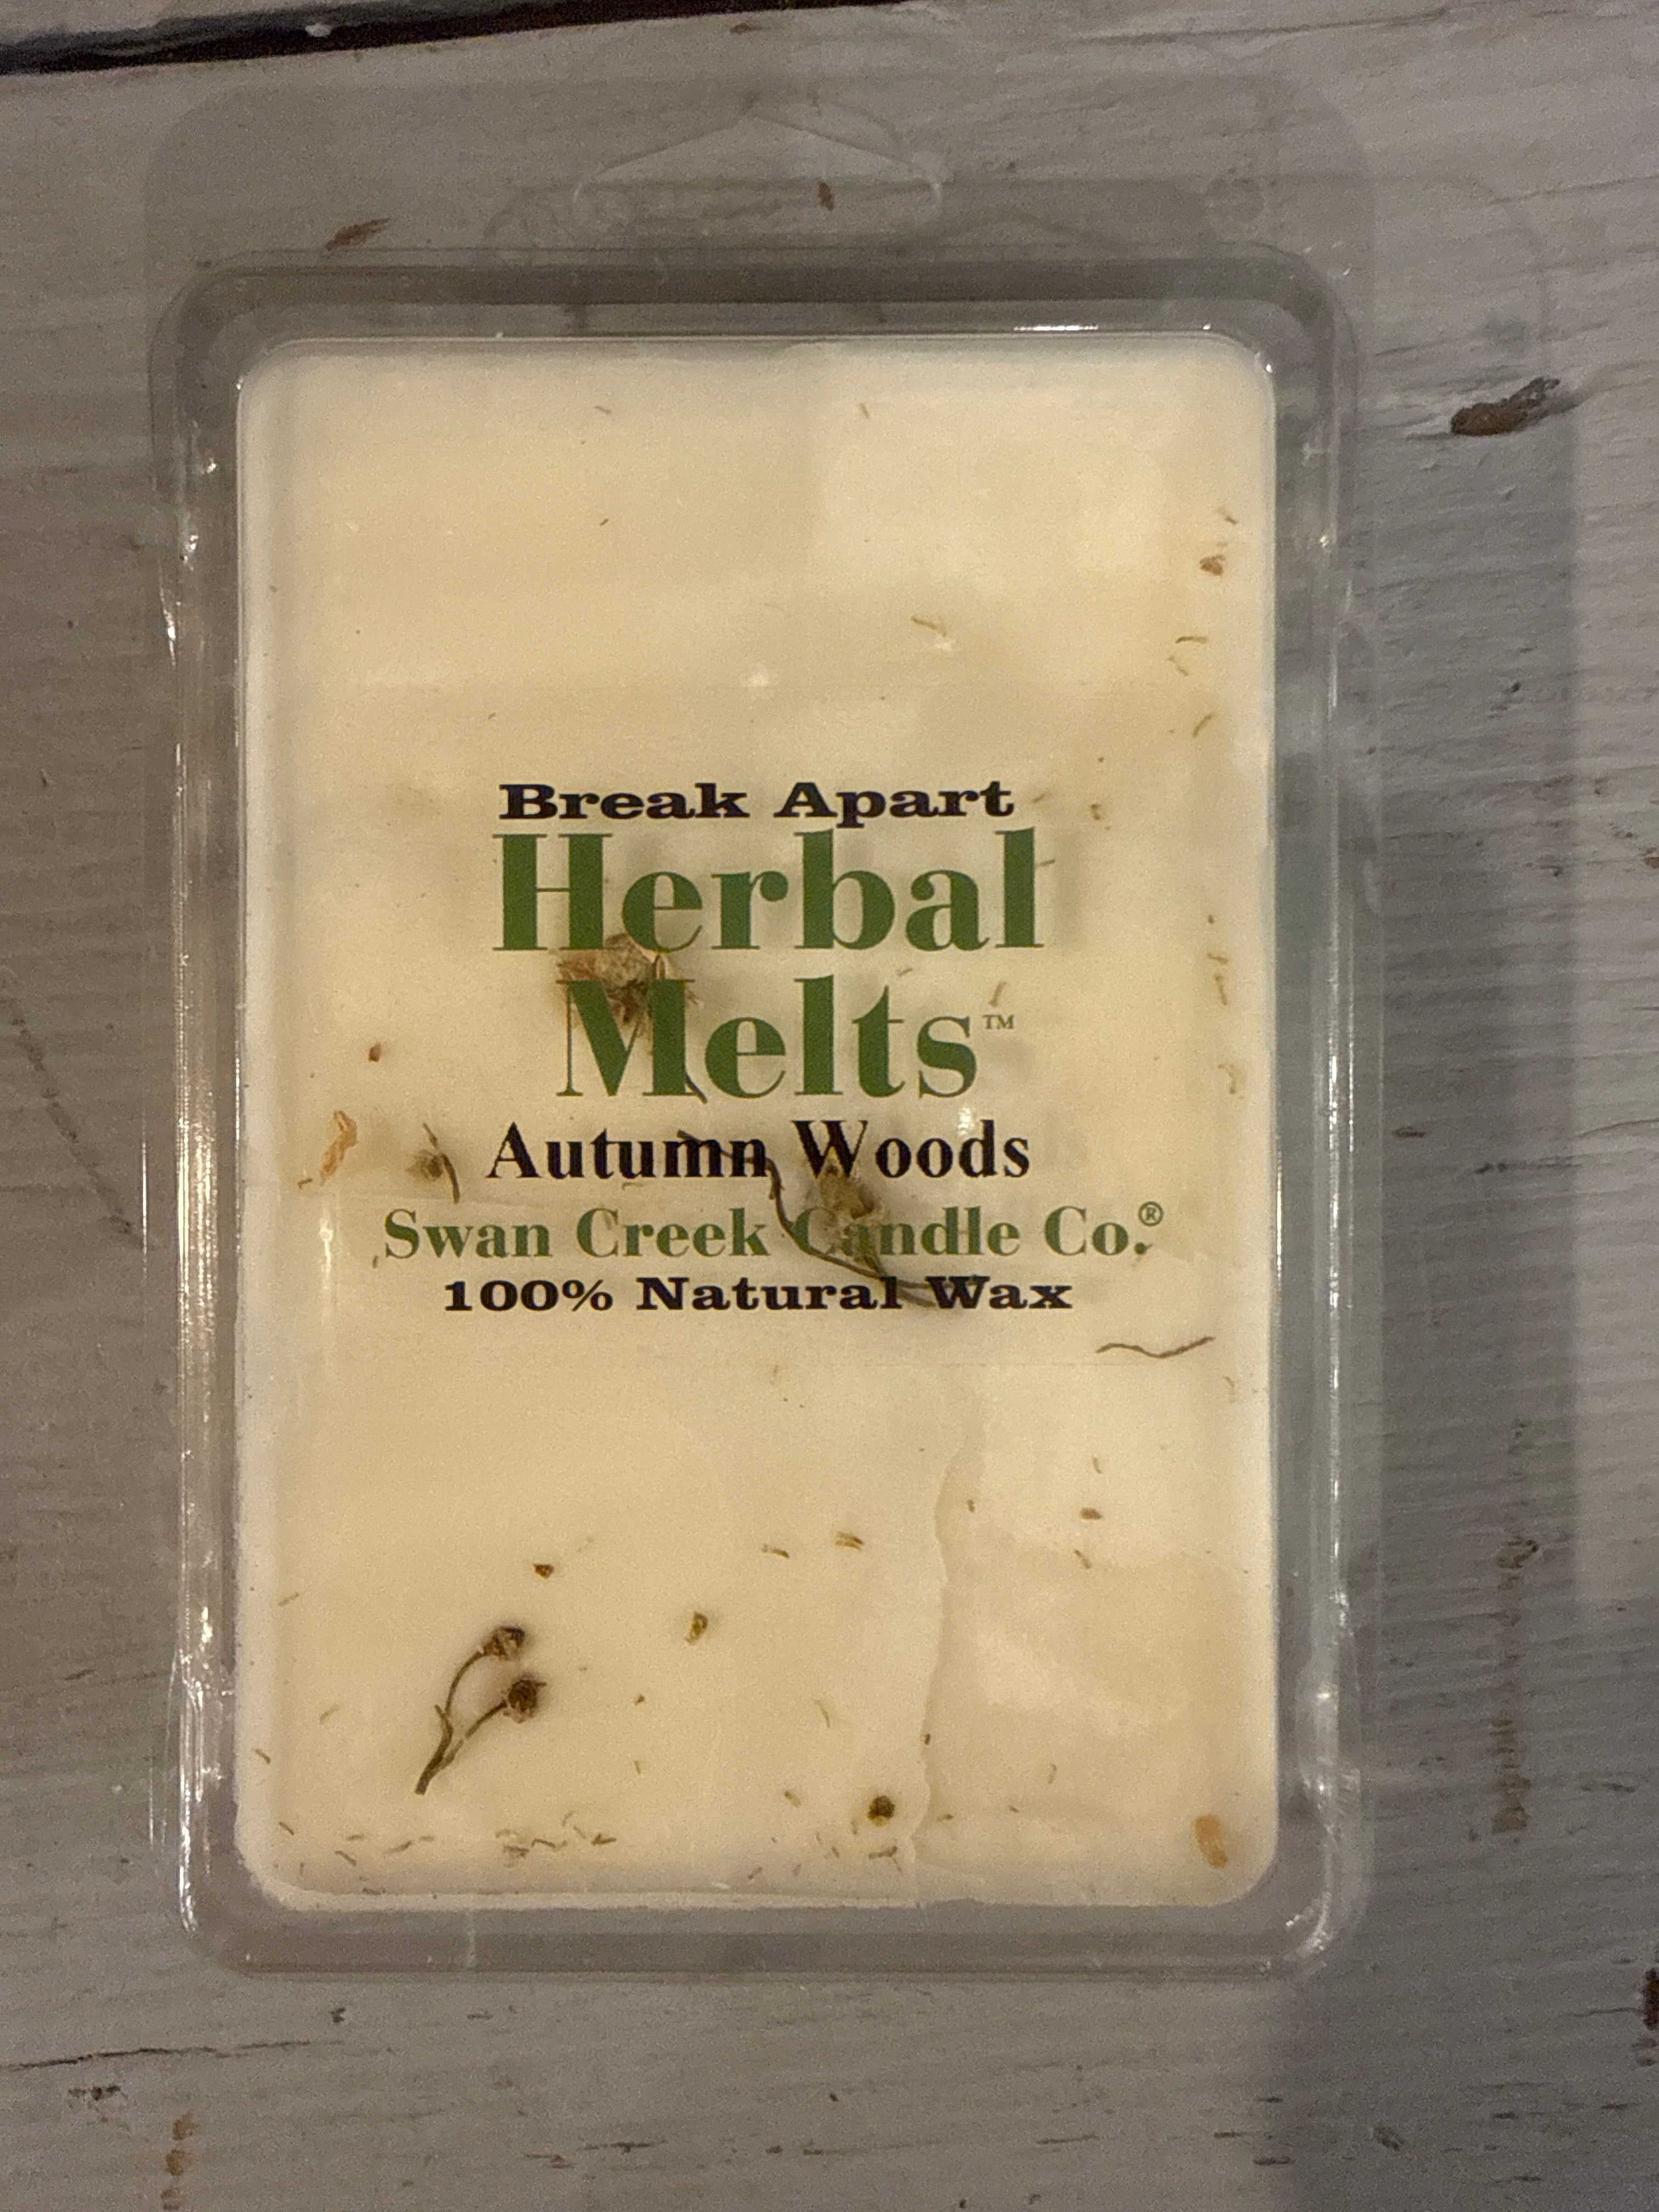 Break Apart
Herbal
Melts™
Autumn Woods
Swan Creek Candle Co.®
100% Natural Wax